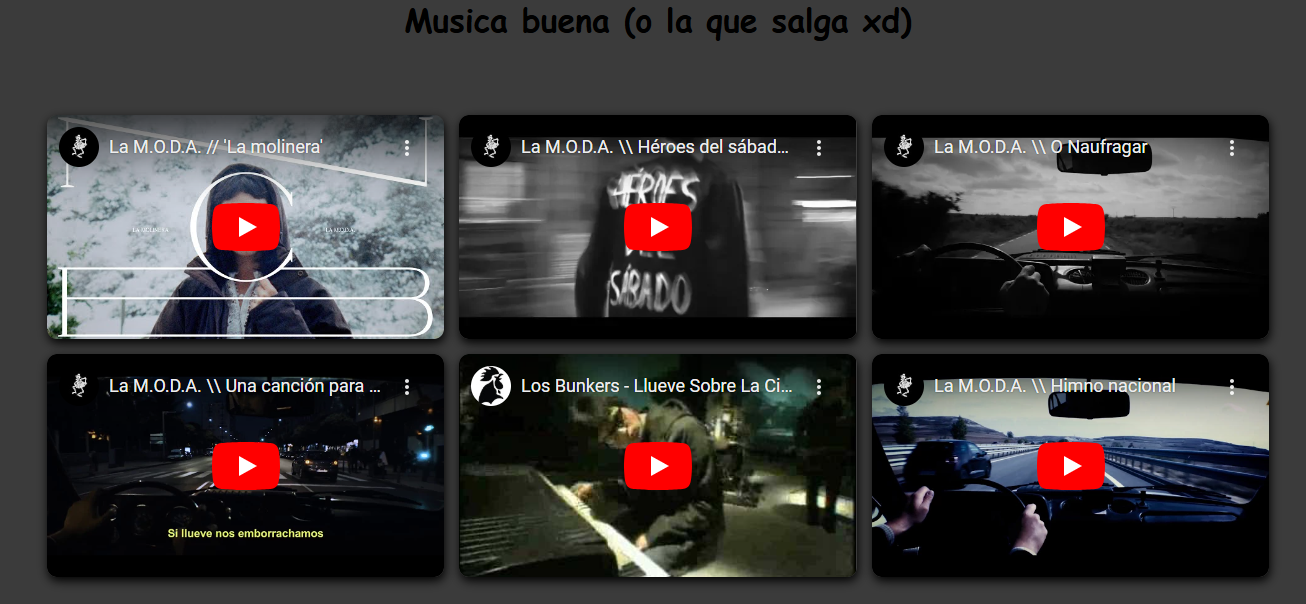 Musica buena (o la que salga xd)
La M.O.D.A. // 'La molinera'
LA MOLINERA
LA M.O.D.A.
La M.O.D.A. \\ Héroes del sábad...
HÉROES
DEL
SÁBADO
La M.O.D.A. \\ O Naufragar
La M.O.D.A. \\ Una canción para ...
Si llueve nos emborrachamos
Los Bunkers - Llueve Sobre La Ci...
La M.O.D.A. \\ Himno nacional